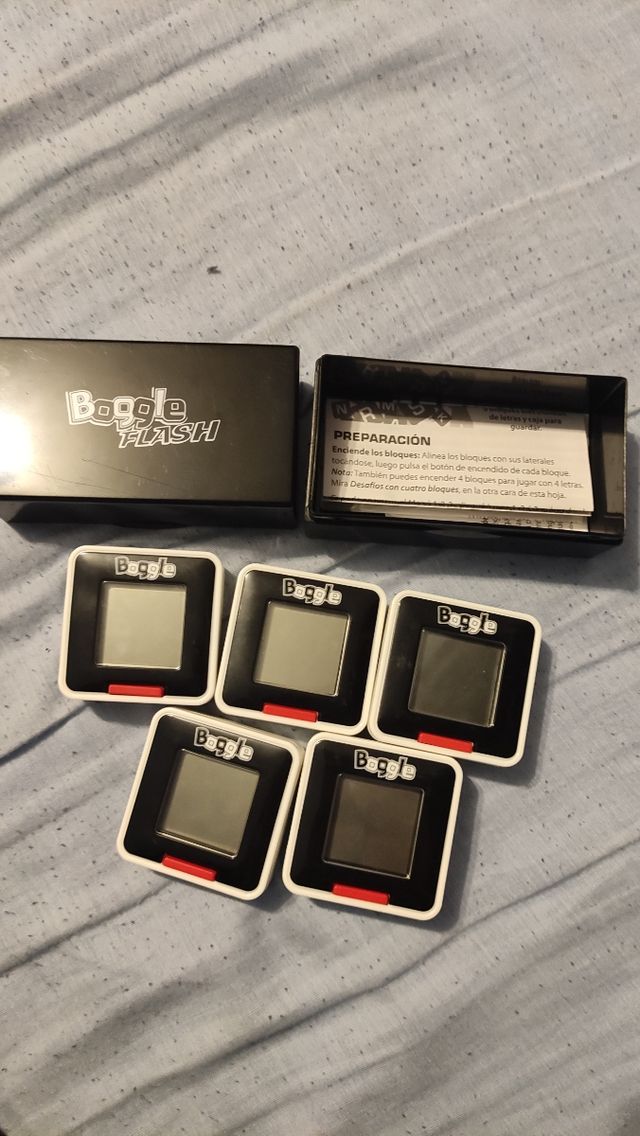 Boggle
FLASH
de letras y caja para
guardar.
PREPARACIÓN
Enciende los bloques: Alinea los bloques con sus laterales
tocándose, luego pulsa el botón de encendido de cada bloque.
Nota: También puedes encender 4 bloques para jugar con 4 letras.
Mira Desafíos con cuatro bloques, en la otra cara de esta hoja.
Boggle
Boggle
Boggle
Boggle
Boggle